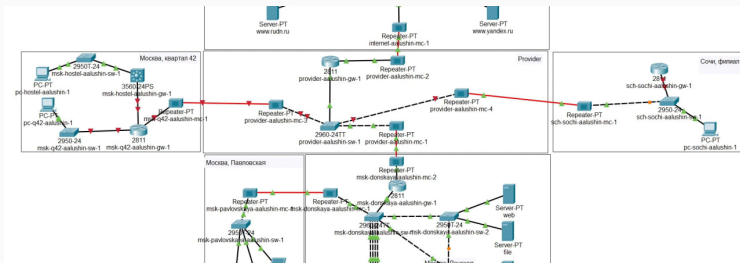 Server-PT
www.rudn.ru
Server-PT
www.yandex.ru
Repeater-PT
internet-aalushin-mc-1
Москва, квартал 42
Provider
Сочи, филиал
2950T-24
msk-hostel-aalushin-sw-1
PC-PT
pc-hostel-aalushin-1
3560-24PS
msk-hostel-aalushin-gw-1
PC-PT
pc-q42-aalushin-1
Repeater-PT
msk-q42-aalushin-mc-1
2950-24
msk-q42-aalushin-sw-1
2811
msk-q42-aalushin-gw-1
2811
provider-aalushin-gw-1
Repeater-PT
provider-aalushin-mc-2
Repeater-PT
provider-aalushin-mc-3
Repeater-PT
provider-aalushin-mc-4
2960-24TT
provider-aalushin-sw-1
Repeater-PT
provider-aalushin-mc-1
2811
sch-sochi-aalushin-gw-1
Repeater-PT
sch-sochi-aalushin-mc-1
2950-24
sch-sochi-aalushin-sw-1
PC-PT
pc-sochi-aalushin-1
Москва, Павловская
Repeater-PT
msk-donskaya-aalushin-mc-2
2811
msk-donskaya-aalushin-gw-1
Repeater-PT
msk-pavlovskaya-aalushin-mc-1
Repeater-PT
msk-donskaya-aalushin-mc-1
2950-24
msk-pavlovskaya-aalushin-sw-1
2960-24TT
msk-donskaya-aalushin-sw-1
2950T-24
msk-donskaya-aalushin-sw-2
Server-PT
web
Server-PT
file